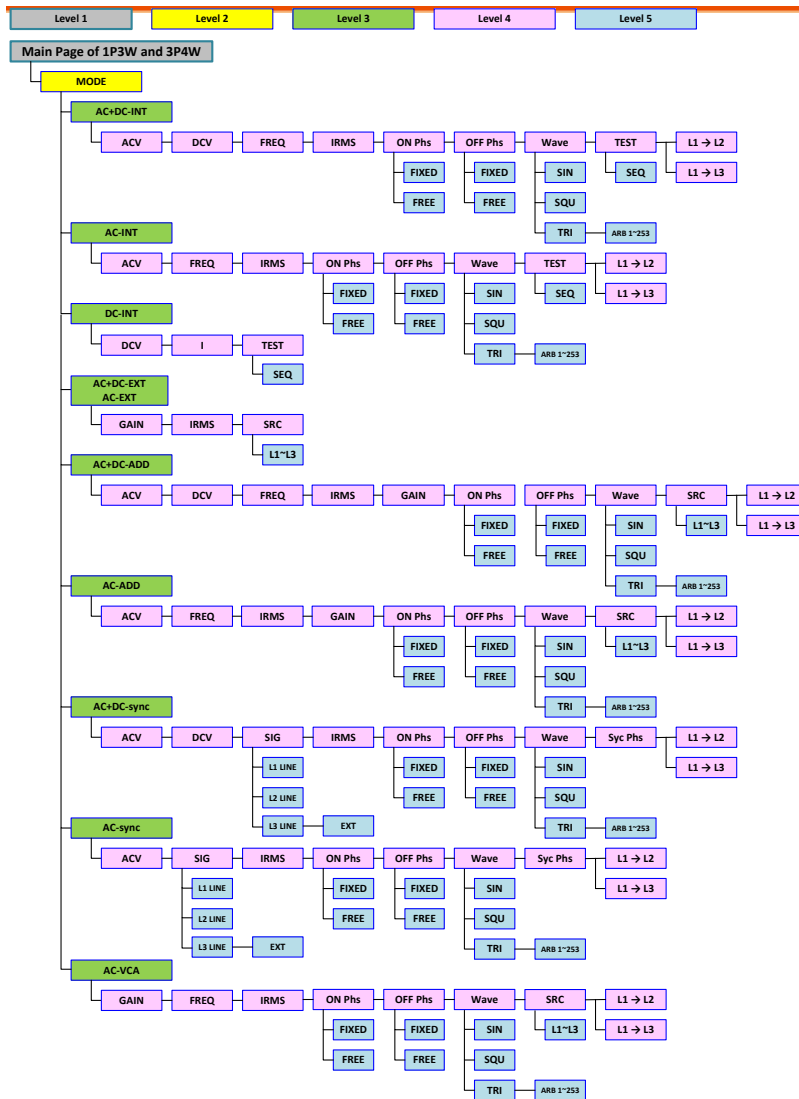 Level 1 Level 2 Level 3 Level 4 Level 5
Main Page of 1P3W and 3P4W
MODE
AC+DC-INT
ACV DCV FREQ IRMS ON Phs OFF Phs Wave TEST L1 → L2
FIXED FIXED SIN SEQ L1 → L3
FREE FREE SQU
TRI ARB 1~253
AC-INT
ACV FREQ IRMS ON Phs OFF Phs Wave TEST L1 → L2
FIXED FIXED SIN SEQ L1 → L3
FREE FREE SQU
TRI ARB 1~253
DC-INT
DCV I TEST
SEQ
AC+DC-EXT
AC-EXT
GAIN IRMS SRC
L1~L3
AC+DC-ADD
ACV DCV FREQ IRMS GAIN ON Phs OFF Phs Wave SRC L1 → L2
FIXED FIXED SIN L1~L3 L1 → L3
FREE FREE SQU
TRI ARB 1~253
AC-ADD
ACV FREQ IRMS GAIN ON Phs OFF Phs Wave SRC L1 → L2
FIXED FIXED SIN L1~L3 L1 → L3
FREE FREE SQU
TRI ARB 1~253
AC+DC-sync
ACV DCV SIG IRMS ON Phs OFF Phs Wave Syc Phs L1 → L2
L1 LINE FIXED FIXED SIN L1 → L3
L2 LINE FREE FREE SQU
L3 LINE EXT TRI ARB 1~253
AC-sync
ACV SIG IRMS ON Phs OFF Phs Wave Syc Phs L1 → L2
L1 LINE FIXED FIXED SIN L1 → L3
L2 LINE FREE FREE SQU
L3 LINE EXT TRI ARB 1~253
AC-VCA
GAIN FREQ IRMS ON Phs OFF Phs Wave SRC L1 → L2
FIXED FIXED SIN L1~L3 L1 → L3
FREE FREE SQU
TRI ARB 1~253